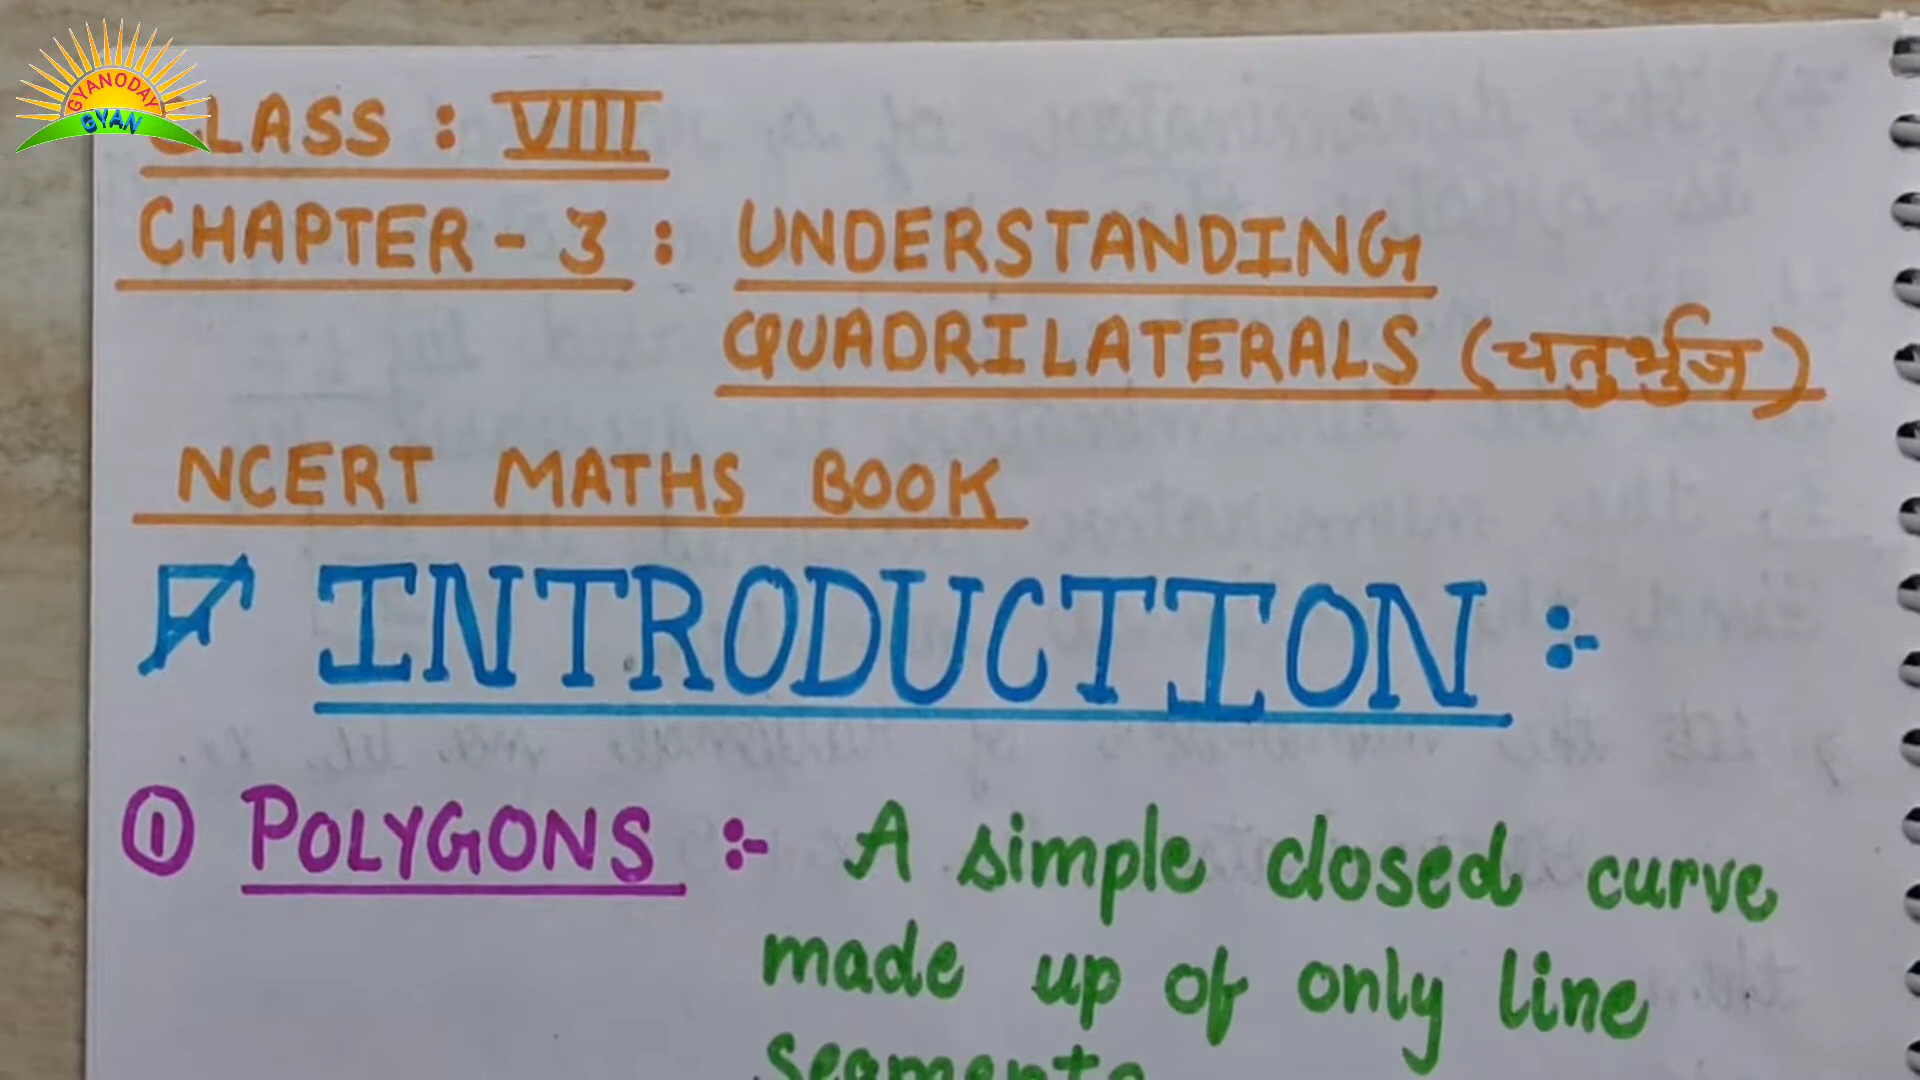 GYANODAY
GYAN
CLASS : VIII
CHAPTER - 3 : UNDERSTANDING
QUADRILATERALS (चतुर्भुज)
NCERT MATHS BOOK
INTRODUCTION :-
① POLYGONS :- A simple closed curve
made up of only line
segments